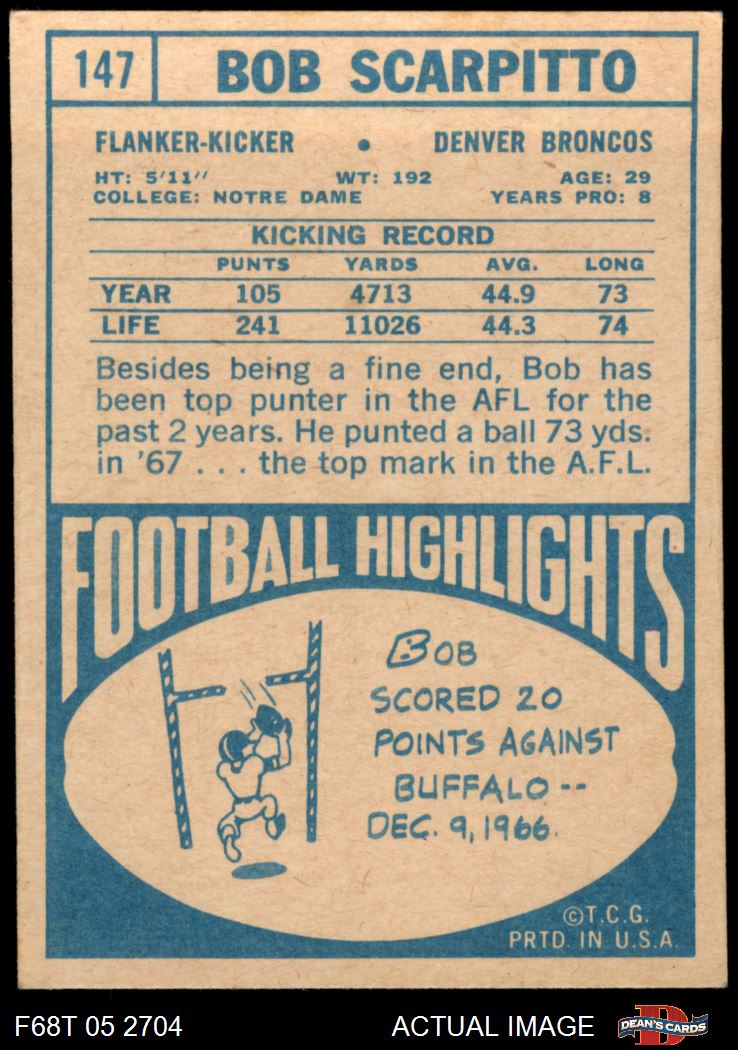 147 BOB SCARPITTO
FLANKER-KICKER • DENVER BRONCOS
HT: 5'11" WT: 192 AGE: 29
COLLEGE: NOTRE DAME YEARS PRO: 8
KICKING RECORD
PUNTS YARDS AVG. LONG
YEAR 105 4713 44.9 73
LIFE 241 11026 44.3 74
Besides being a fine end, Bob has
been top punter in the AFL for the
past 2 years. He punted a ball 73 yds.
in '67 . . . the top mark in the A.F.L.
FOOTBALL HIGHLIGHTS
BOB
SCORED 20
POINTS AGAINST
BUFFALO --
DEC. 9, 1966.
©T.C.G.
PRTD. IN U.S.A.
F68T 05 2704 ACTUAL IMAGE D
DEAN'S CARDS